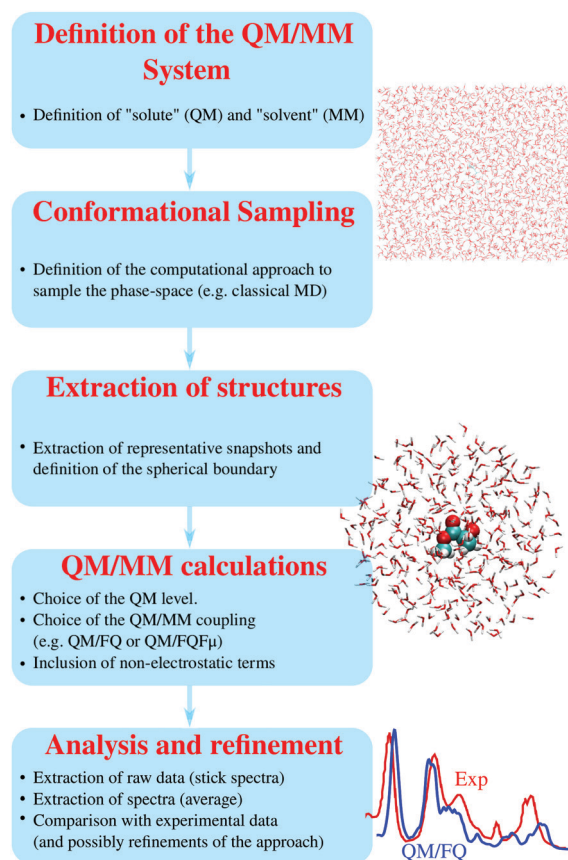 Definition of the QM/MM
System
• Definition of "solute" (QM) and "solvent" (MM)
Conformational Sampling
• Definition of the computational approach to
sample the phase-space (e.g. classical MD)
Extraction of structures
• Extraction of representative snapshots and
definition of the spherical boundary
QM/MM calculations
• Choice of the QM level.
• Choice of the QM/MM coupling
(e.g. QM/FQ or QM/FQFμ)
• Inclusion of non-electrostatic terms
Analysis and refinement
• Extraction of raw data (stick spectra)
• Extraction of spectra (average)
• Comparison with experimental data
(and possibly refinements of the approach)
Exp
QM/FQ